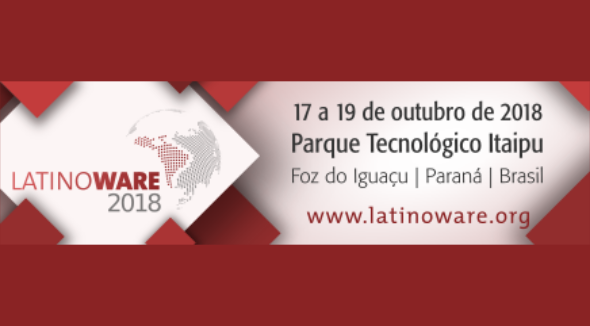 LATINOWARE
2018
17 a 19 de outubro de 2018
Parque Tecnológico Itaipu
Foz do Iguaçu | Paraná | Brasil
www.latinoware.org